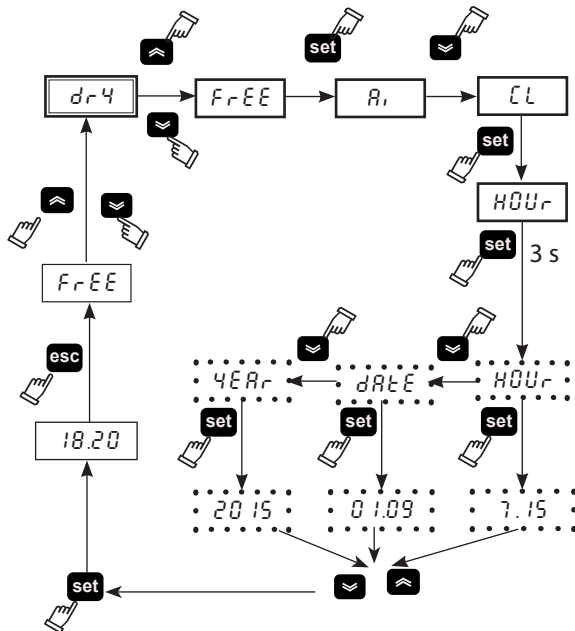 set
dr4
FrEE
Ai
CL
set
HOUr
set
3 s
FrEE
esc
YEAr
dAtE
HOUr
set
set
set
18.20
2015
01.09
7.15
set